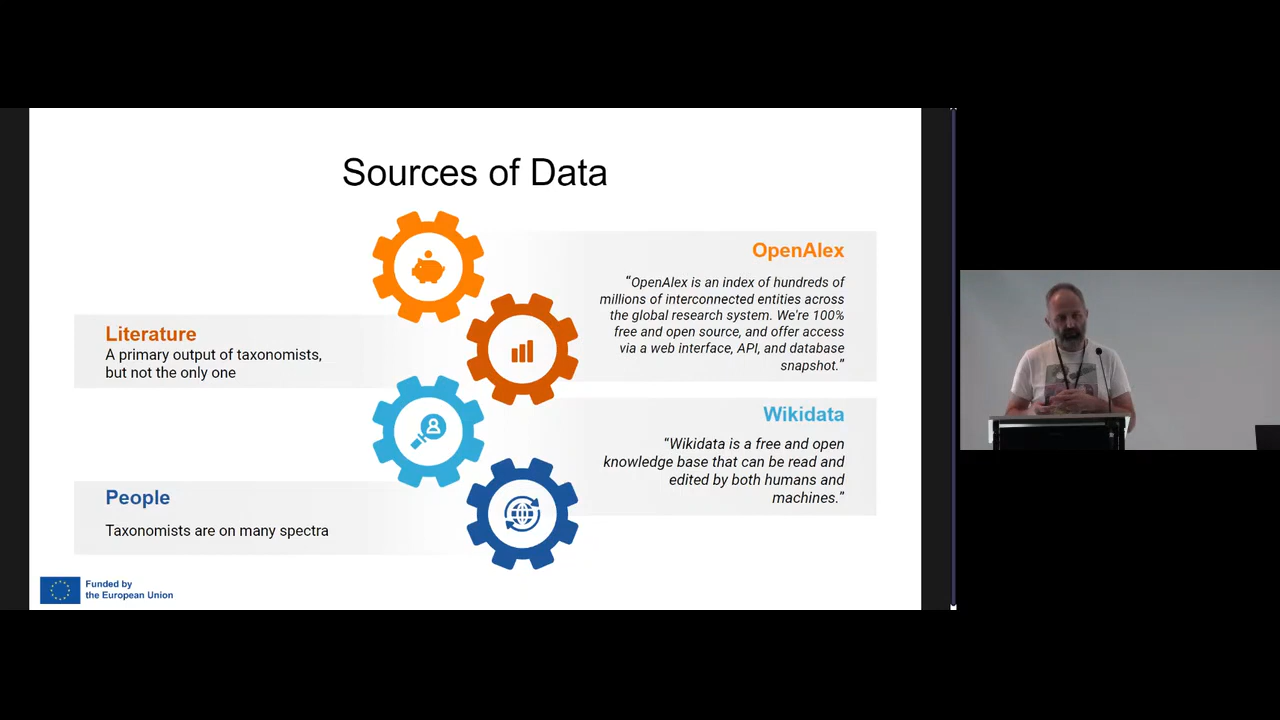 Sources of Data
OpenAlex
"OpenAlex is an index of hundreds of
millions of interconnected entities across
the global research system. We're 100%
free and open source, and offer access
via a web interface, API, and database
snapshot."
Literature
A primary output of taxonomists,
but not the only one
Wikidata
"Wikidata is a free and open
knowledge base that can be read and
edited by both humans and
machines."
People
Taxonomists are on many spectra
Funded by
the European Union